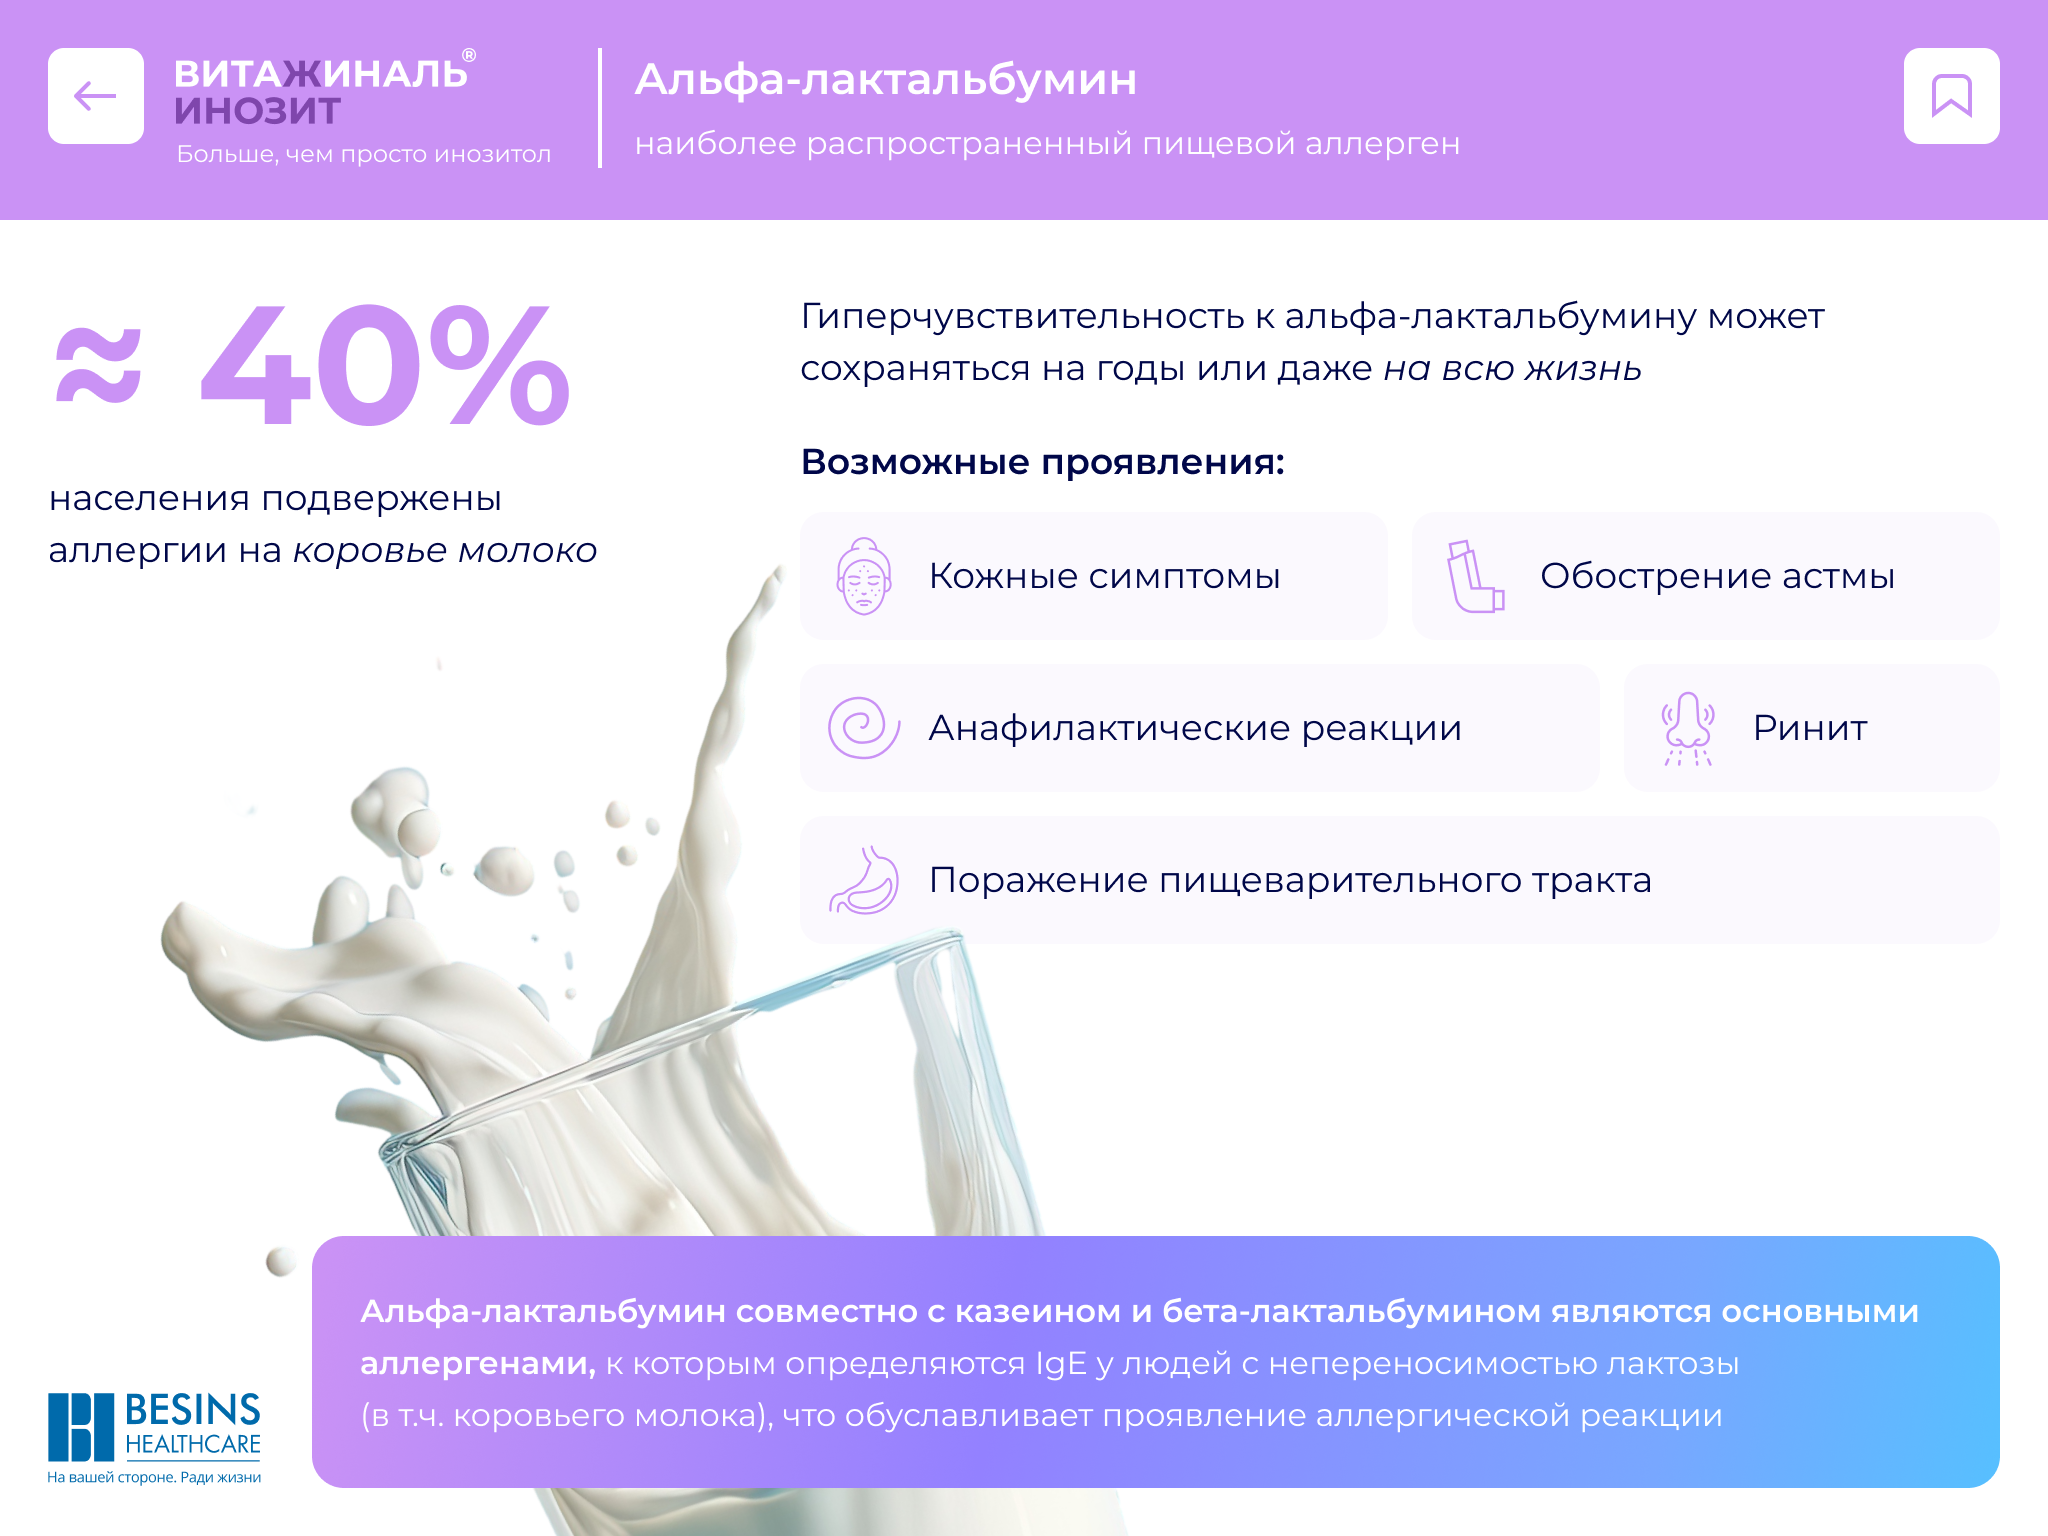 ВИТАЖИНАЛЬ®
ИНОЗИТ
Больше, чем просто инозитол
Альфа-лактальбумин
наиболее распространенный пищевой аллерген
≈ 40%
населения подвержены
аллергии на коровье молоко
Гиперчувствительность к альфа-лактальбумину может
сохраняться на годы или даже на всю жизнь
Возможные проявления:
Кожные симптомы
Обострение астмы
Анафилактические реакции
Ринит
Поражение пищеварительного тракта
Альфа-лактальбумин совместно с казеином и бета-лактальбумином являются основными
аллергенами, к которым определяются IgE у людей с непереносимостью лактозы
(в т.ч. коровьего молока), что обуславливает проявление аллергической реакции
BESINS
HEALTHCARE
На вашей стороне. Ради жизни